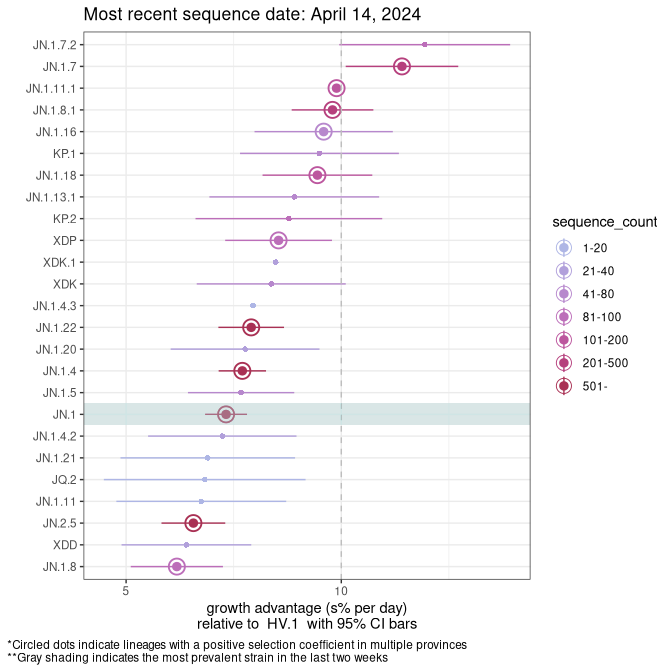 Most recent sequence date: April 14, 2024
JN.1.7.2
JN.1.7
JN.1.11.1
JN.1.8.1
JN.1.16
KP.1
JN.1.18
JN.1.13.1
KP.2
XDP
XDK.1
XDK
JN.1.4.3
JN.1.22
JN.1.20
JN.1.4
JN.1.5
JN.1
JN.1.4.2
JN.1.21
JQ.2
JN.1.11
JN.2.5
XDD
JN.1.8
5 10
growth advantage (s% per day)
relative to HV.1 with 95% CI bars
sequence_count
1-20
21-40
41-80
81-100
101-200
201-500
501-
*Circled dots indicate lineages with a positive selection coefficient in multiple provinces
**Gray shading indicates the most prevalent strain in the last two weeks